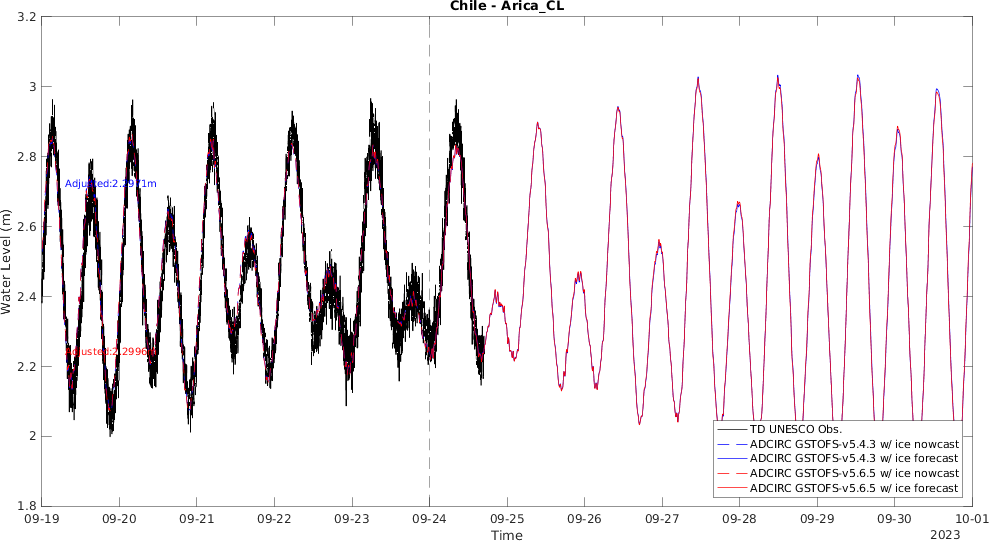 Chile - Arica_CL
3.2
3
2.8
2.6
2.4
2.2
2
1.8
Water Level (m)
Adjusted:2.2971m
Adjusted:2.2996m
TD UNESCO Obs.
ADCIRC GSTOFS-v5.4.3 w/ ice nowcast
ADCIRC GSTOFS-v5.4.3 w/ ice forecast
ADCIRC GSTOFS-v5.6.5 w/ ice nowcast
ADCIRC GSTOFS-v5.6.5 w/ ice forecast
09-19 09-20 09-21 09-22 09-23 09-24 09-25 09-26 09-27 09-28 09-29 09-30 10-01
Time
2023